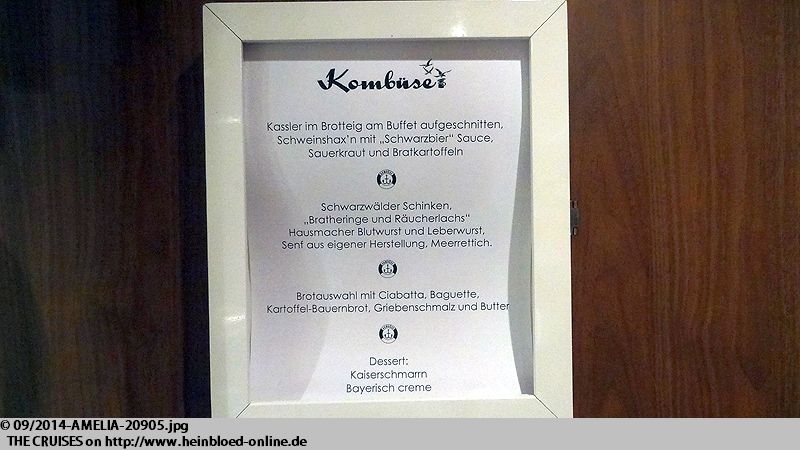 Kombüse
Kassler im Brotteig am Buffet aufgeschnitten,
Schweinshax'n mit „Schwarzbier“ Sauce,
Sauerkraut und Bratkartoffeln
Schwarzwälder Schinken,
„Bratheringe und Räucherlachs“
Hausmacher Blutwurst und Leberwurst,
Senf aus eigener Herstellung, Meerrettich.
Brotauswahl mit Ciabatta, Baguette,
Kartoffel-Bauernbrot, Griebenschmalz und Butter
Dessert:
Kaiserschmarrn
Bayerisch creme
© 09/2014-AMELIA-20905.jpg
THE CRUISES on http://www.heinbloed-online.de